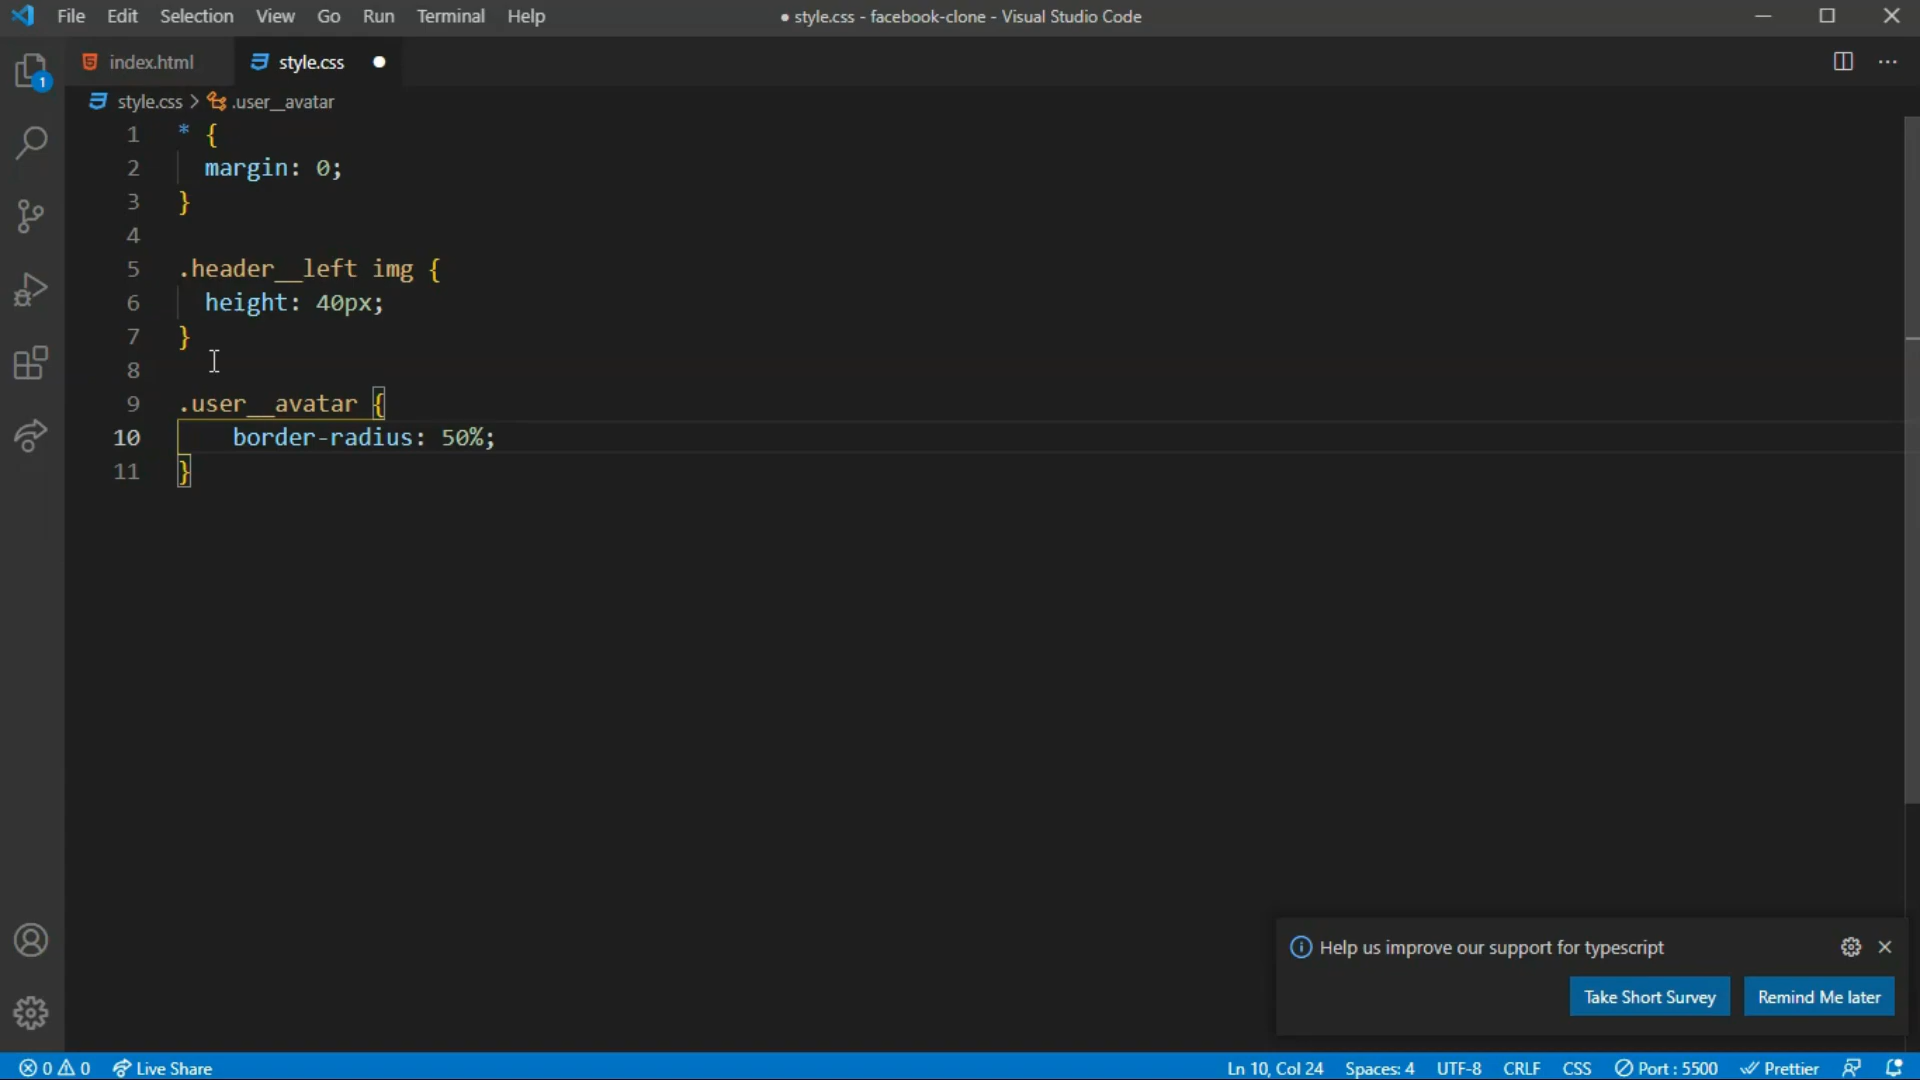 File Edit Selection View Go Run Terminal Help
● style.css - facebook-clone - Visual Studio Code
1
index.html
style.css ●
style.css > .user__avatar
1 * {
2 margin: 0;
3 }
4
5 .header__left img {
6 height: 40px;
7 }
8
9 .user__avatar {
10 border-radius: 50%;
11 }
Help us improve our support for typescript
Take Short Survey
Remind Me later
0 0 Live Share Ln 10, Col 24 Spaces: 4 UTF-8 CRLF CSS Port : 5500 Prettier